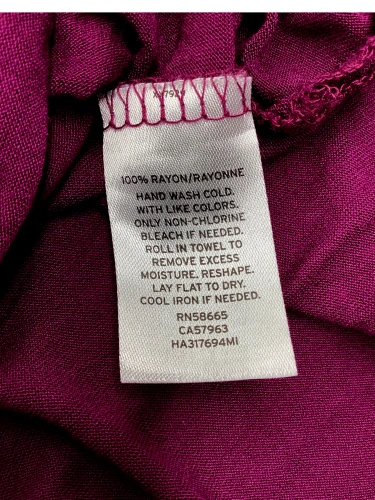 100% RAYON/RAYONNE
HAND WASH COLD.
WITH LIKE COLORS.
ONLY NON-CHLORINE
BLEACH IF NEEDED.
ROLL IN TOWEL TO
REMOVE EXCESS
MOISTURE. RESHAPE.
LAY FLAT TO DRY.
COOL IRON IF NEEDED.
RN58665
CA57963
HA317694MI